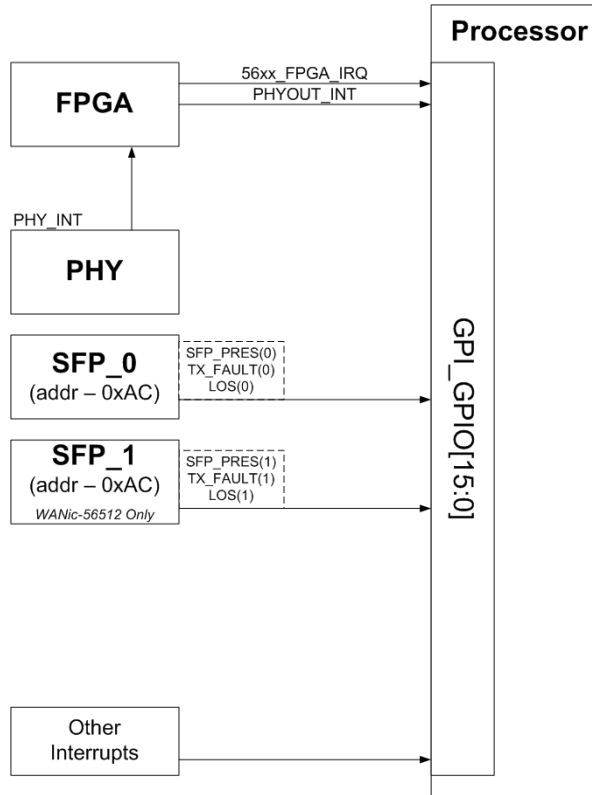 Processor
56xx_FPGA_IRQ
FPGA
PHYOUT_INT
PHY_INT
PHY
SFP_0
(addr – 0xAC)
SFP_PRES(0)
TX_FAULT(0)
LOS(0)
SFP_1
(addr – 0xAC)
WANic-56512 Only
SFP_PRES(1)
TX_FAULT(1)
LOS(1)
GPI_GPIO[15:0]
Other
Interrupts